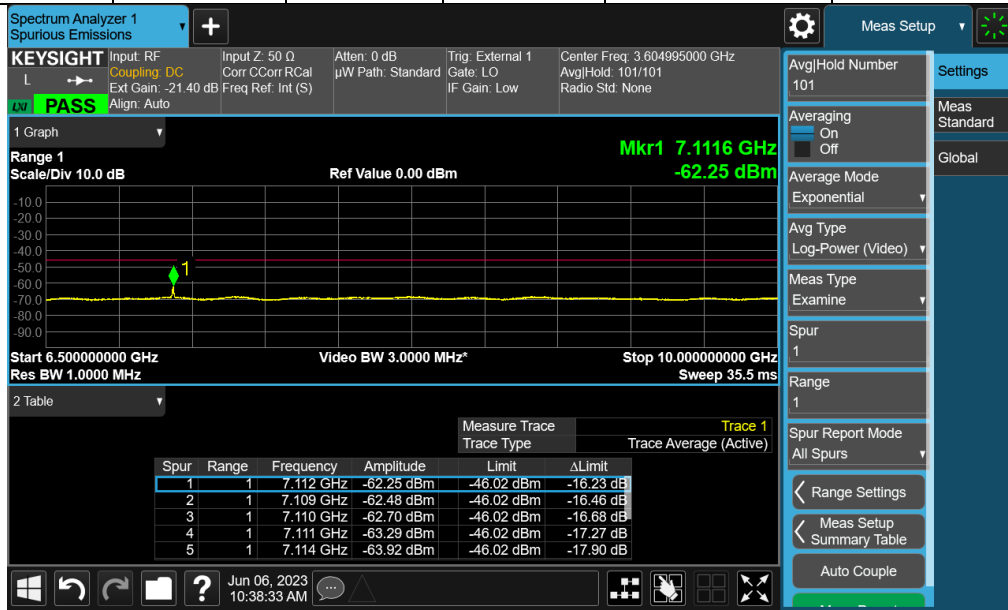 Spectrum Analyzer 1
Spurious Emissions
+
Meas Setup
KEYSIGHT
L
LXI
PASS
Input: RF
Coupling: DC
Ext Gain: -21.40 dB
Align: Auto
Input Z: 50 Ω
Corr CCorr RCal
Freq Ref: Int (S)
Atten: 0 dB
µW Path: Standard
Trig: External 1
Gate: LO
IF Gain: Low
Center Freq: 3.604995000 GHz
Avg|Hold: 101/101
Radio Std: None
1 Graph
Range 1
Scale/Div 10.0 dB
Ref Value 0.00 dBm
Mkr1 7.1116 GHz
-62.25 dBm
-10.0
-20.0
-30.0
-40.0
-50.0
-60.0
-70.0
-80.0
-90.0
1
Start 6.500000000 GHz
Video BW 3.0000 MHz*
Stop 10.000000000 GHz
Res BW 1.0000 MHz
Sweep 35.5 ms
2 Table
Measure Trace Trace 1
Trace Type Trace Average (Active)
Spur Range Frequency Amplitude Limit ΔLimit
1 1 7.112 GHz -62.25 dBm -46.02 dBm -16.23 dB
2 1 7.109 GHz -62.48 dBm -46.02 dBm -16.46 dB
3 1 7.110 GHz -62.70 dBm -46.02 dBm -16.68 dB
4 1 7.111 GHz -63.29 dBm -46.02 dBm -17.27 dB
5 1 7.114 GHz -63.92 dBm -46.02 dBm -17.90 dB
?
Jun 06, 2023
10:38:33 AM
Avg|Hold Number
101
Averaging
On
Off
Average Mode
Exponential
Avg Type
Log-Power (Video)
Meas Type
Examine
Spur
1
Range
1
Spur Report Mode
All Spurs
Range Settings
Meas Setup
Summary Table
Auto Couple
Settings
Meas
Standard
Global